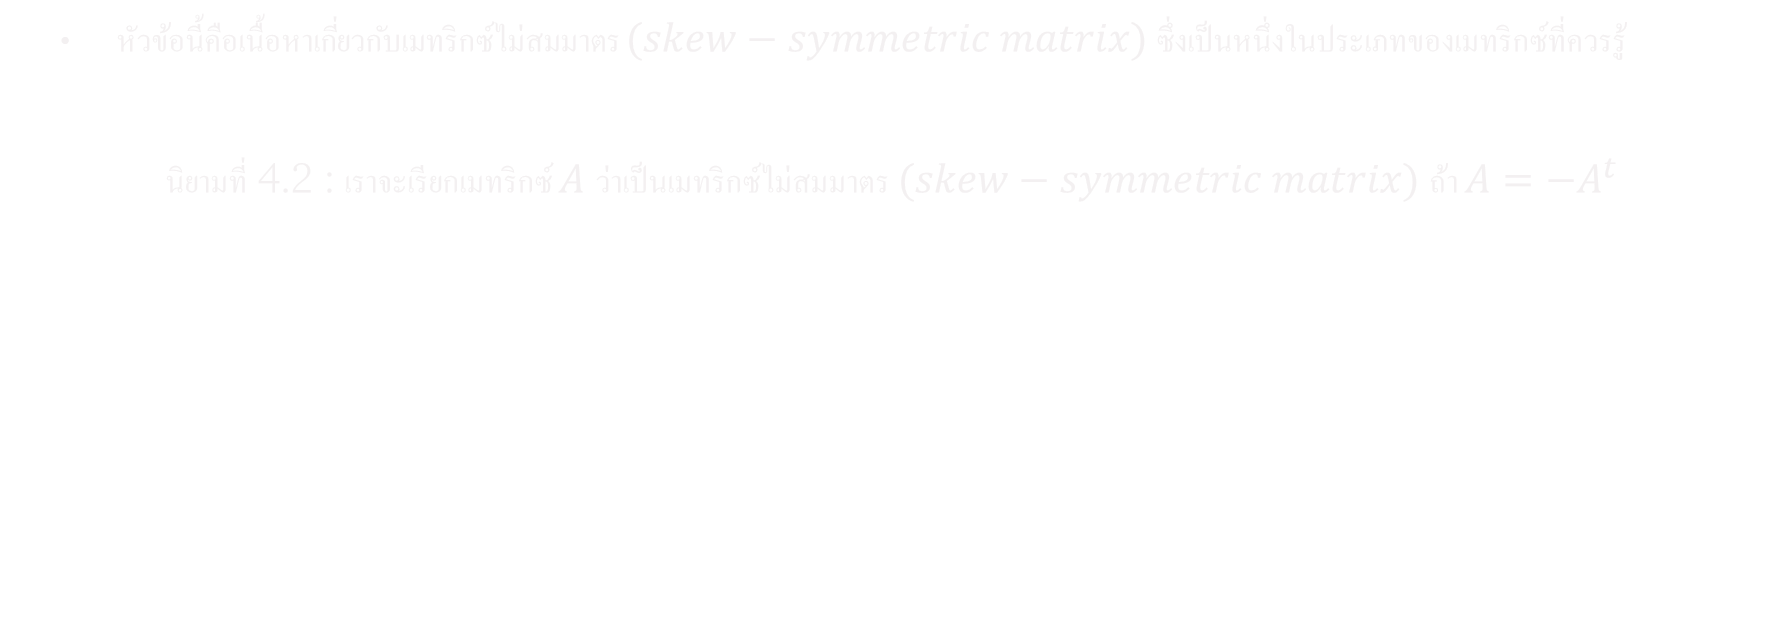 • หัวข้อนี้คือเนื้อหาเกี่ยวกับเมทริกซ์ไม่สมมาตร (skew − symmetric matrix) ซึ่งเป็นหนึ่งในประเภทของเมทริกซ์ที่ควรรู้
นิยามที่ 4.2 : เราจะเรียกเมทริกซ์ A ว่าเป็นเมทริกซ์ไม่สมมาตร (skew − symmetric matrix) ถ้า A = −Aᵗ